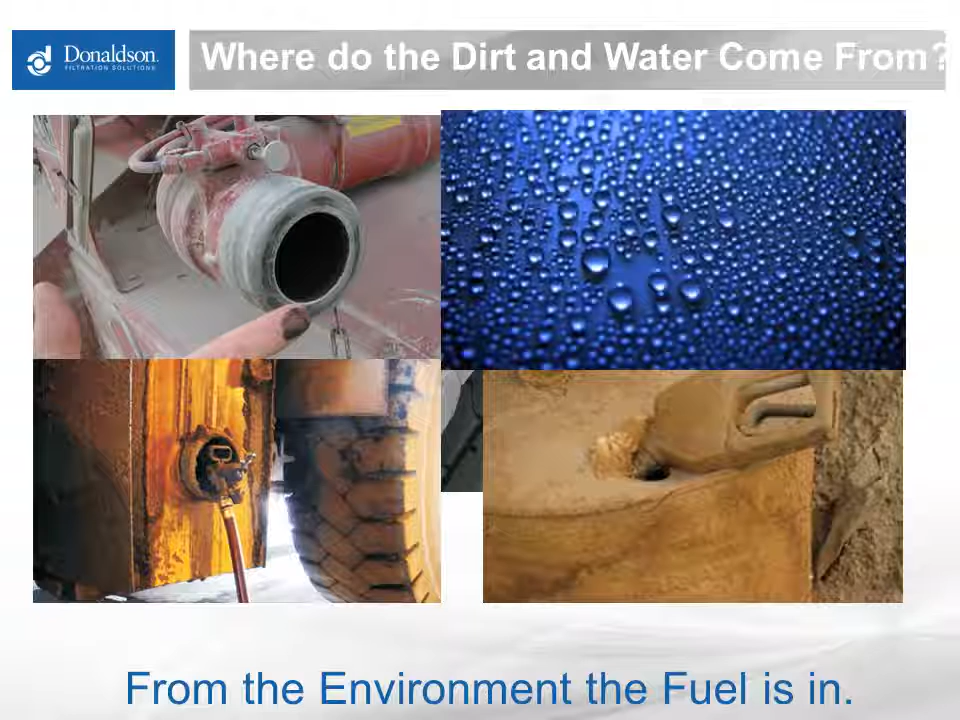 Donaldson.
FILTRATION SOLUTIONS
Where do the Dirt and Water Come From?
From the Environment the Fuel is in.